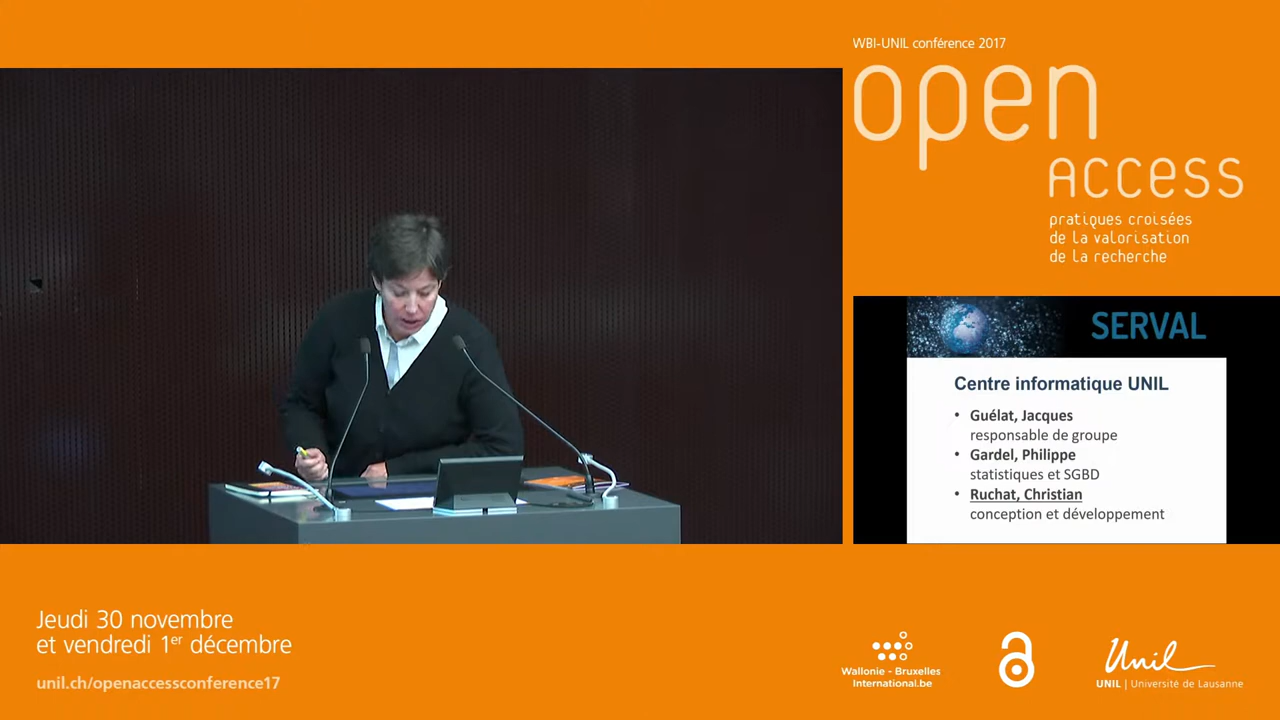 WBI-UNIL conférence 2017
open
access
pratiques croisées
de la valorisation
de la recherche
SERVAL
Centre informatique UNIL
• Guélat, Jacques
responsable de groupe
• Gardel, Philippe
statistiques et SGBD
• Ruchat, Christian
conception et développement
Jeudi 30 novembre
et vendredi 1er décembre
unil.ch/openaccessconference17
Wallonie - Bruxelles
International.be
Unil
UNIL | Université de Lausanne